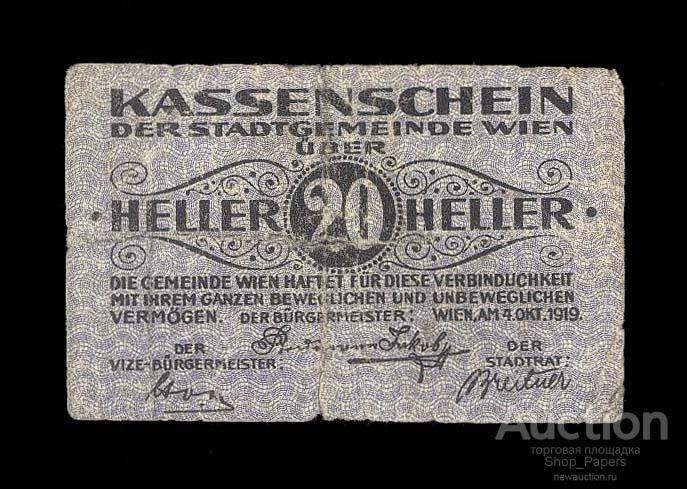 KASSENSCHEIN
DER STADTGEMEINDE WIEN
ÜBER
• HELLER 20 HELLER •
DIE GEMEINDE WIEN HAFTET FÜR DIESE VERBINDLICHKEIT
MIT IHREM GANZEN BEWEGLICHEN UND UNBEWEGLICHEN
VERMÖGEN. DER BÜRGERMEISTER: WIEN, AM 4. OKT. 1919.
DER
VIZE-BÜRGERMEISTER:
DER
STADTRAT:
Breitner
Auction
торговая площадка
Shop_Papers
newauction.ru